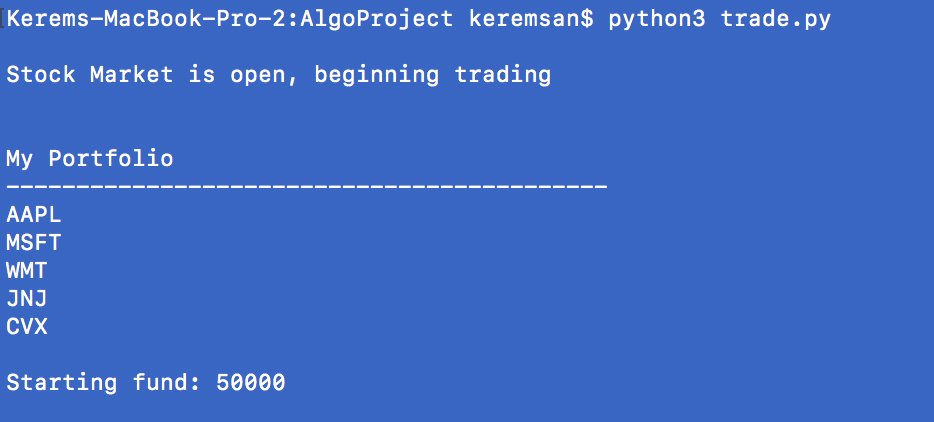 Kerems-MacBook-Pro-2:AlgoProject keremsan$ python3 trade.py
Stock Market is open, beginning trading
My Portfolio
-------------------------------------------
AAPL
MSFT
WMT
JNJ
CVX
Starting fund: 50000